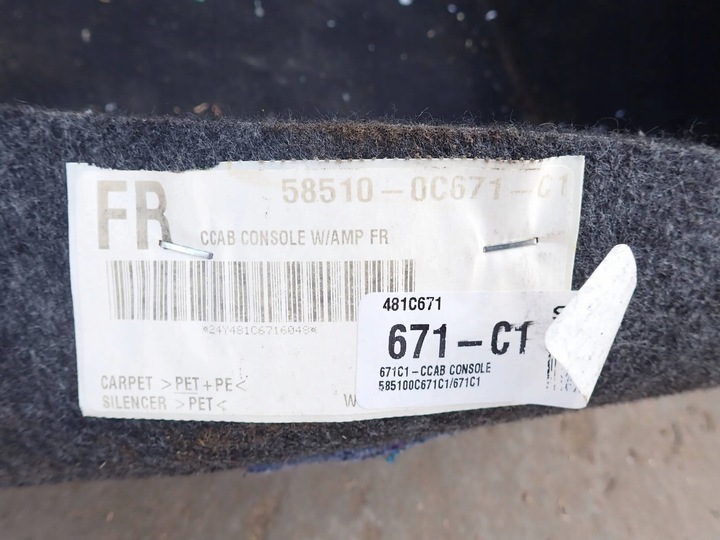 FR
58510-0C671-C1
CCAB CONSOLE W/AMP FR
*24Y481C6716048*
CARPET >PET+PE<
SILENCER >PET<
W
481C671
S
671-C1
671C1-CCAB CONSOLE
585100C671C1/671C1